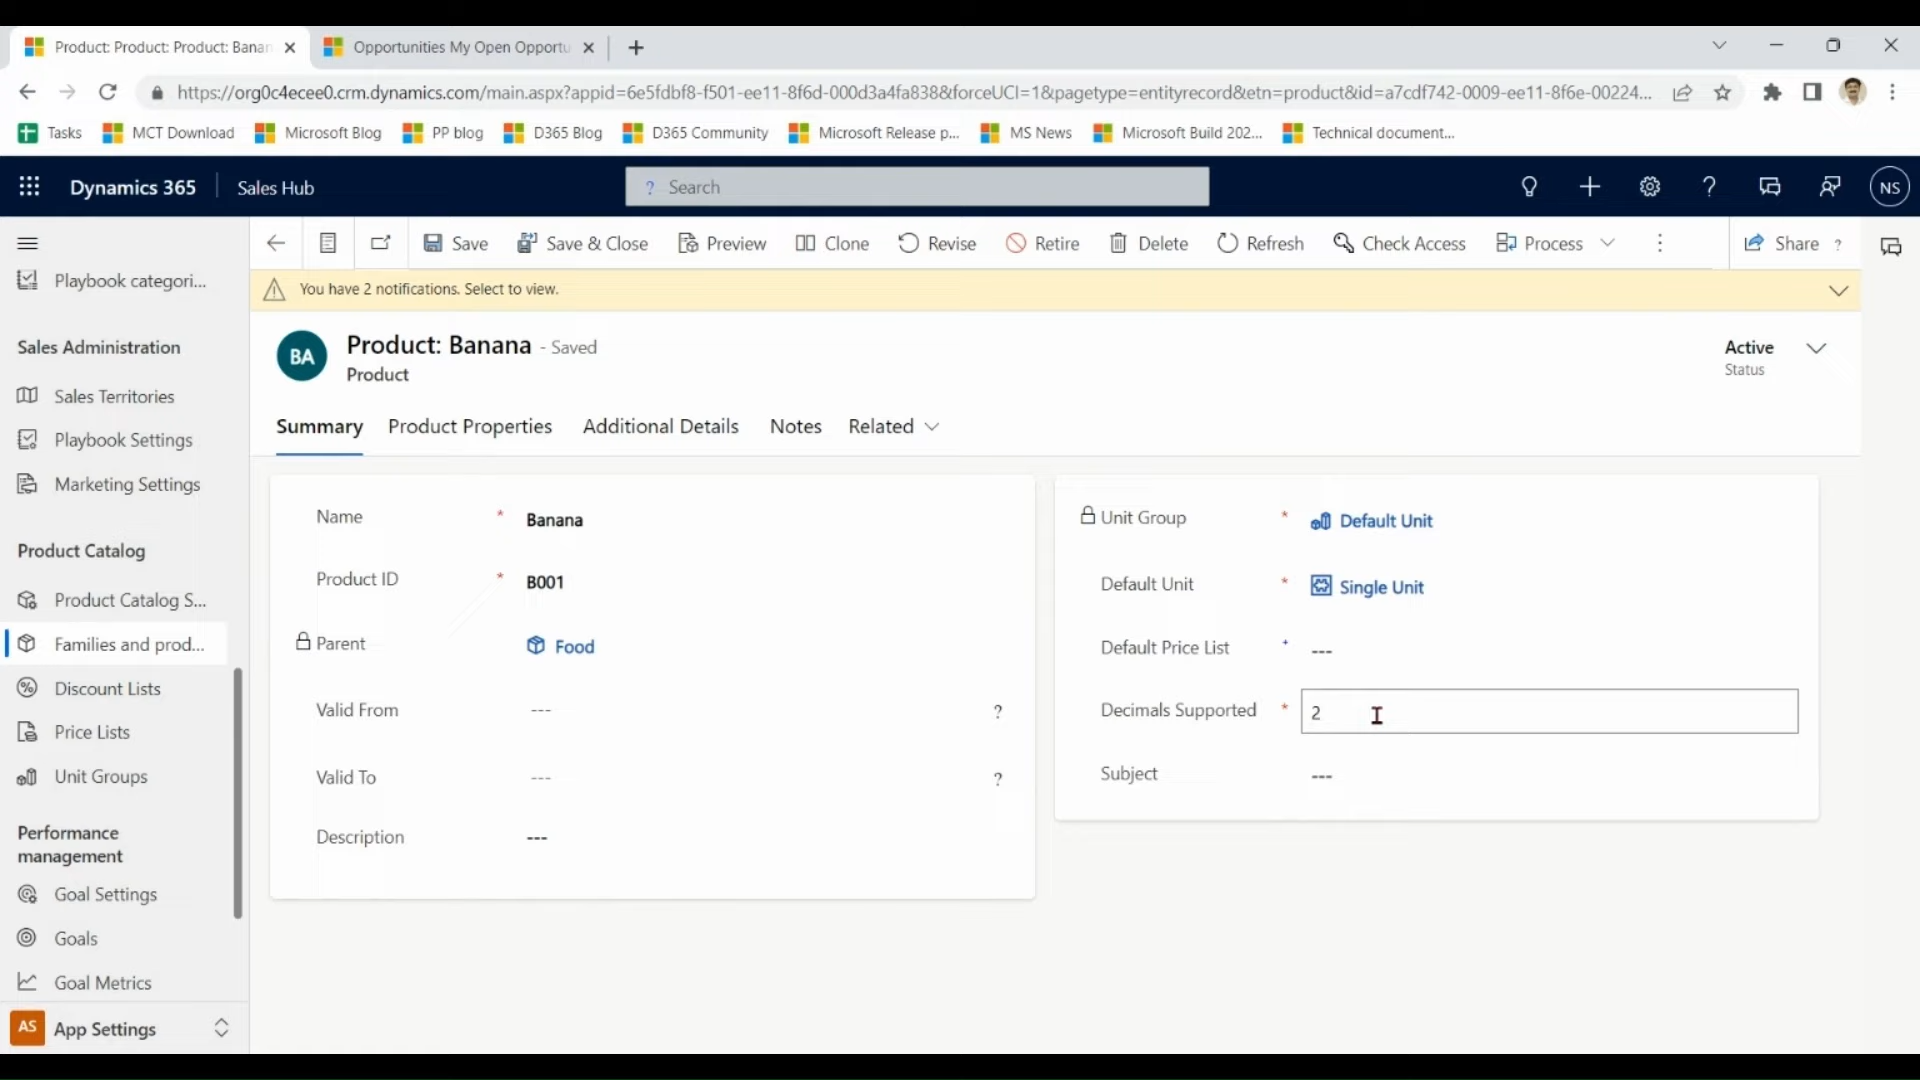 Product: Product: Product: Banan
Opportunities My Open Opportu
https://org0c4ecee0.crm.dynamics.com/main.aspx?appid=6e5fdbf8-f501-ee11-8f6d-000d3a4fa838&forceUCI=1&pagetype=entityrecord&etn=product&id=a7cdf742-0009-ee11-8f6e-00224...
Tasks MCT Download Microsoft Blog PP blog D365 Blog D365 Community Microsoft Release p... MS News Microsoft Build 202... Technical document...
Dynamics 365 Sales Hub ? Search ? NS
Save Save & Close Preview Clone Revise Retire Delete Refresh Check Access Process Share ?
You have 2 notifications. Select to view.
Playbook categori...
Sales Administration
Sales Territories
Playbook Settings
Marketing Settings
Product Catalog
Product Catalog S...
Families and prod...
Discount Lists
Price Lists
Unit Groups
Performance
management
Goal Settings
Goals
Goal Metrics
AS App Settings
BA
Product: Banana - Saved
Product
Active
Status
Summary Product Properties Additional Details Notes Related
Name * Banana
Product ID * B001
Parent Food
Valid From --- ?
Valid To --- ?
Description ---
Unit Group * Default Unit
Default Unit * Single Unit
Default Price List + ---
Decimals Supported * 2
Subject ---